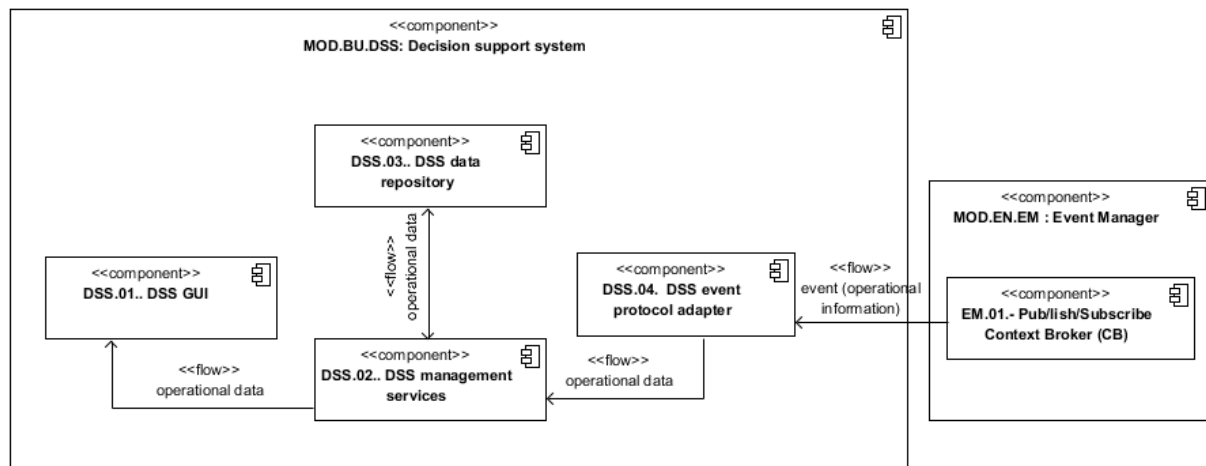 <<component>>
MOD.BU.DSS: Decision support system
<<component>>
DSS.03.. DSS data
repository
<<component>>
MOD.EN.EM : Event Manager
<<flow>>
operational data
<<component>>
DSS.01.. DSS GUI
<<component>>
DSS.04.  DSS event
protocol adapter
<<flow>>
event (operational
information)
<<component>>
EM.01.- Pub/lish/Subscribe
Context Broker (CB)
<<component>>
DSS.02.. DSS management
services
<<flow>>
operational data
<<flow>>
operational data